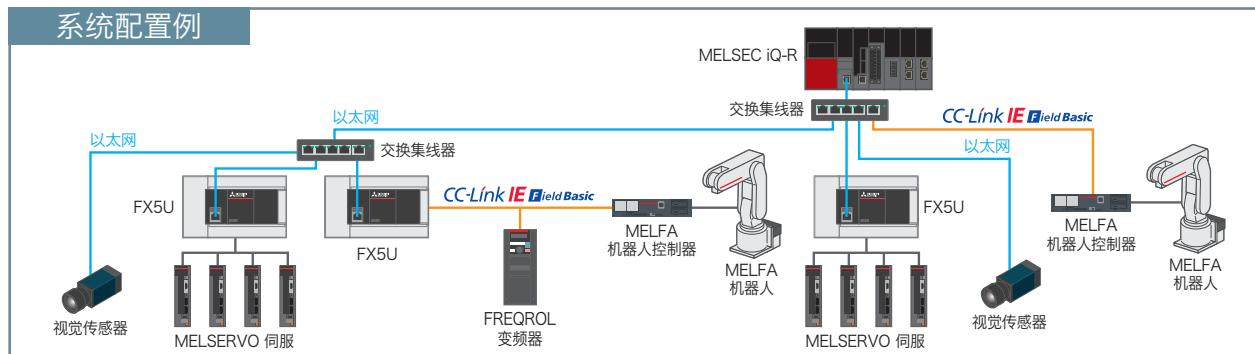 系统配置例
MELSEC iQ-R
交换集线器
以太网
CC-Link IE Field Basic
以太网
交换集线器
以太网
FX5U
CC-Link IE Field Basic
FX5U
MELFA
机器人控制器
FX5U
MELFA
机器人控制器
MELFA
机器人
MELFA
机器人
视觉传感器
MELSERVO 伺服
FREQROL
变频器
MELSERVO 伺服
视觉传感器